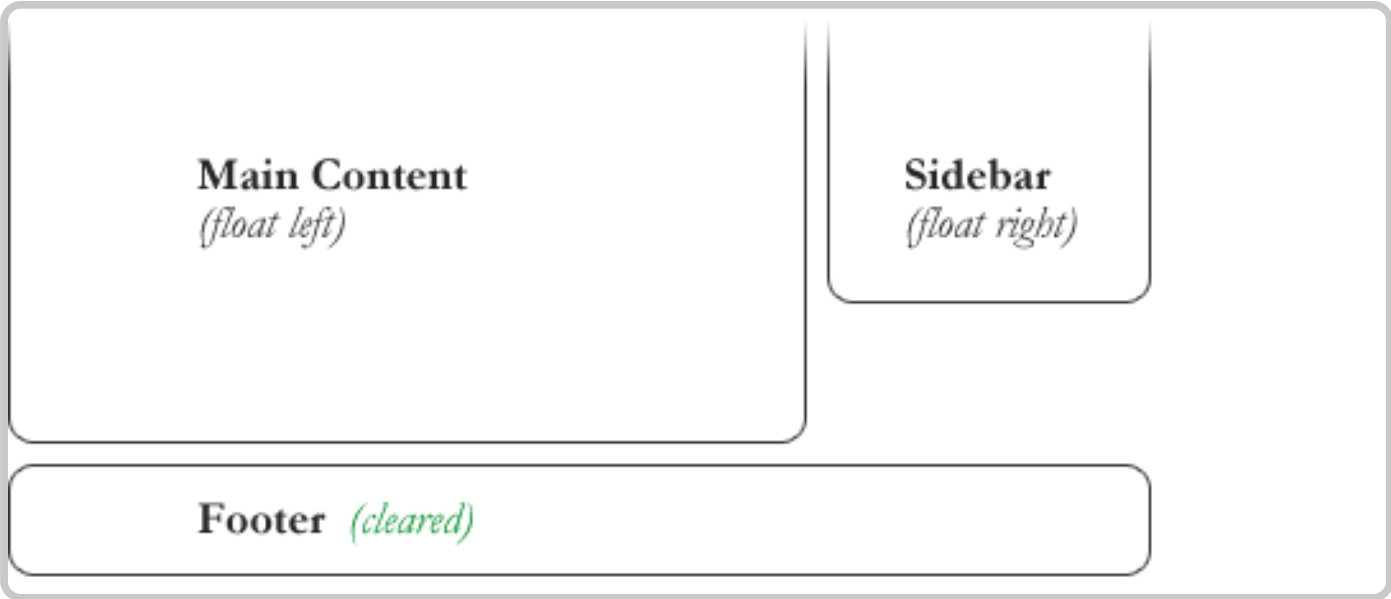 Main Content
(float left)
Sidebar
(float right)
Footer (cleared)